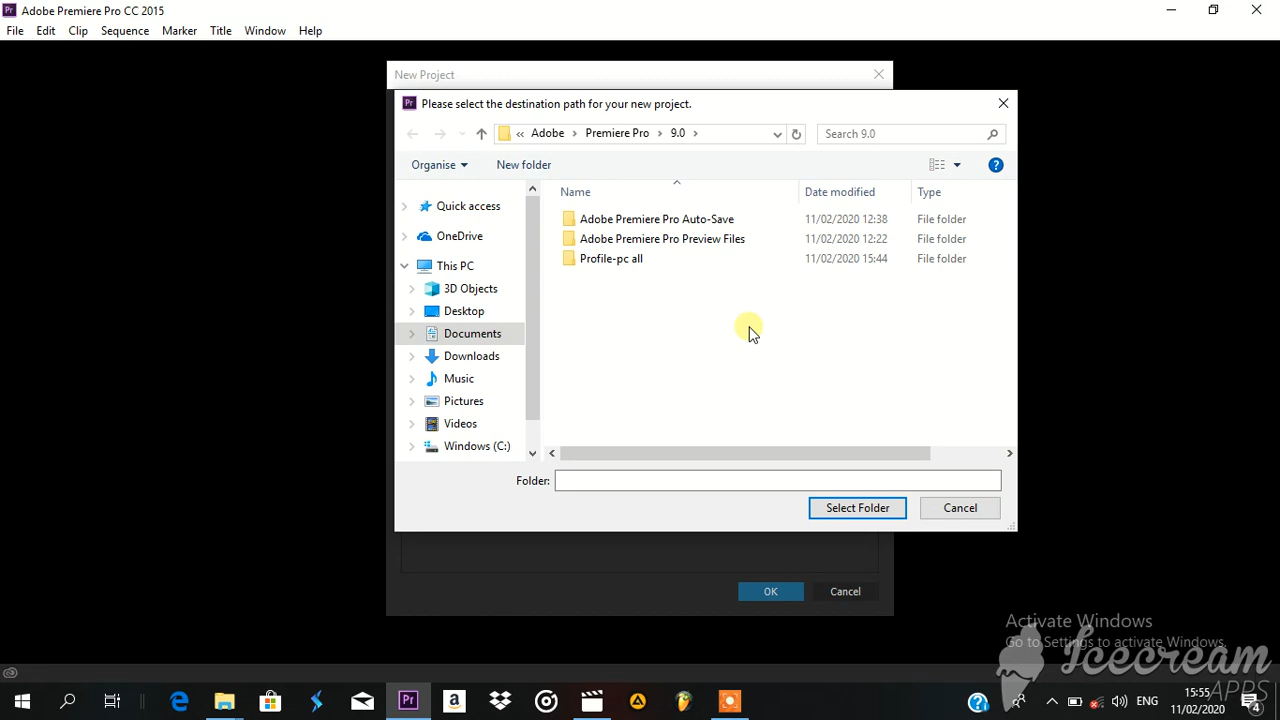 Adobe Premiere Pro CC 2015
File Edit Clip Sequence Marker Title Window Help
New Project
Please select the destination path for your new project.
« Adobe > Premiere Pro > 9.0 >
Search 9.0
Organise New folder
Quick access
OneDrive
This PC
3D Objects
Desktop
Documents
Downloads
Music
Pictures
Videos
Windows (C:)
Name Date modified Type
Adobe Premiere Pro Auto-Save 11/02/2020 12:38 File folder
Adobe Premiere Pro Preview Files 11/02/2020 12:22 File folder
Profile-pc all 11/02/2020 15:44 File folder
Folder:
Select Folder Cancel
OK Cancel
Activate Windows
Go to Settings to activate Windows.
Icecream
APPS
ENG
15:55
11/02/2020
4